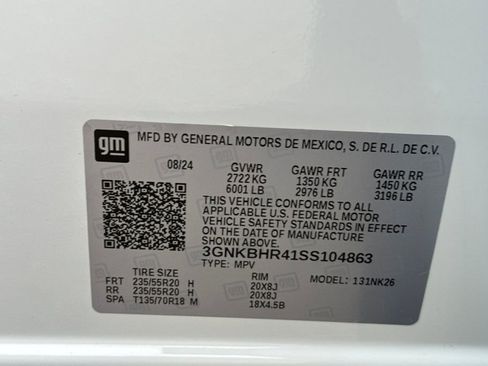 gm
MFD BY GENERAL MOTORS DE MEXICO, S. DE R.L. DE C.V.
08/24 GVWR GAWR FRT GAWR RR
2722 KG 1350 KG 1450 KG
6001 LB 2976 LB 3196 LB
THIS VEHICLE CONFORMS TO ALL
APPLICABLE U.S. FEDERAL MOTOR
VEHICLE SAFETY STANDARDS IN EFFECT
ON THE DATE OF MANUFACTURE
SHOWN ABOVE.
3GNKBHR41SS104863
TYPE: MPV
TIRE SIZE RIM MODEL: 131NK26
FRT 235/55R20 H 20X8J
RR 235/55R20 H 20X8J
SPA T135/70R18 M 18X4.5B